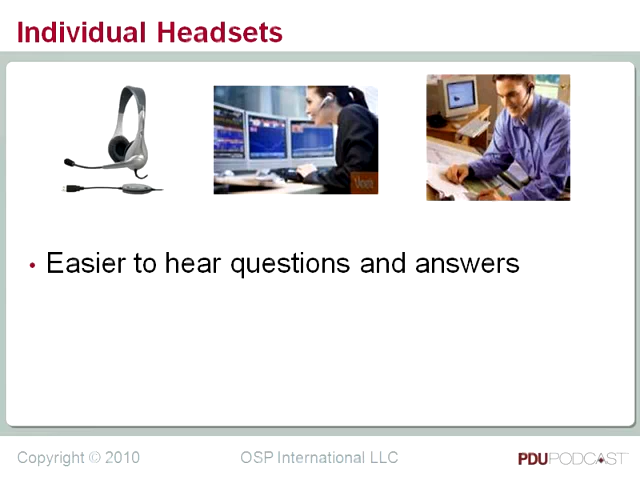 Individual Headsets
• Easier to hear questions and answers
Copyright © 2010 OSP International LLC PDUPODCAST